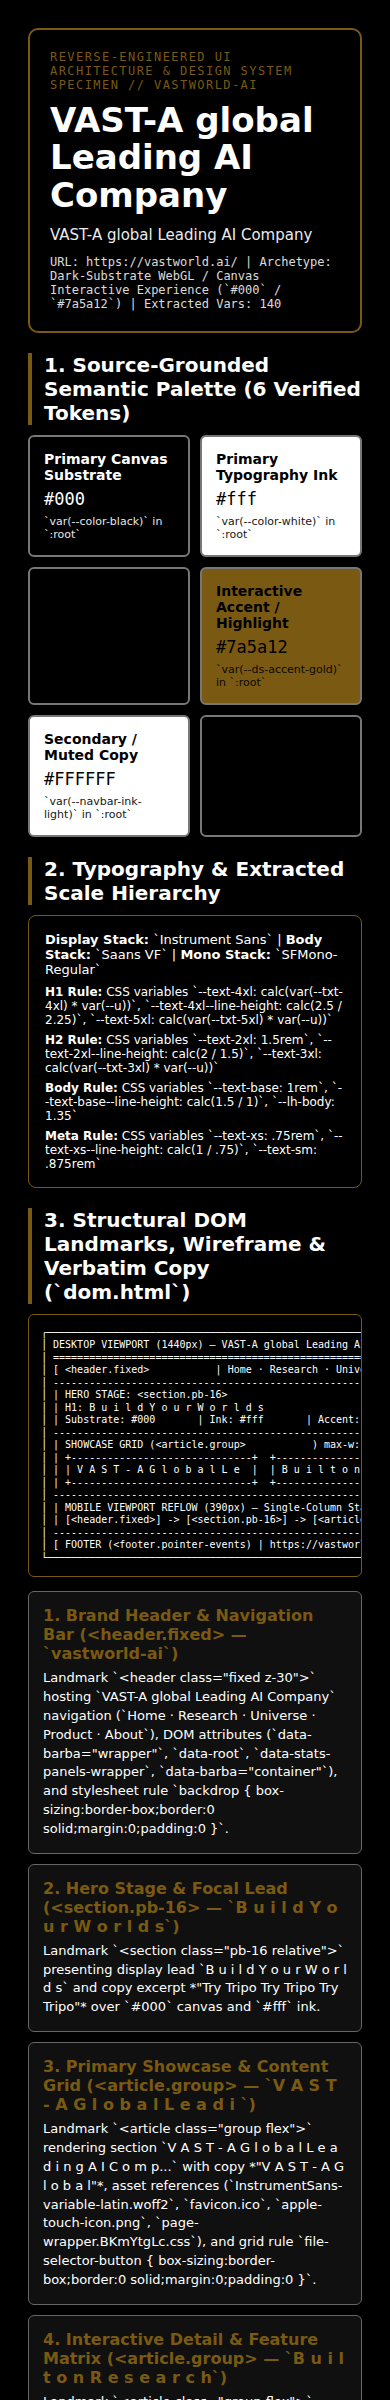 REVERSE-ENGINEERED UI
ARCHITECTURE & DESIGN SYSTEM
SPECIMEN // VASTWORLD-AI
VAST-A global
Leading AI
Company
VAST-A global Leading AI Company
URL: https://vastworld.ai/ | Archetype:
Dark-Substrate WebGL / Canvas
Interactive Experience (`#000` /
`#7a5a12`) | Extracted Vars: 140
1. Source-Grounded
Semantic Palette (6 Verified
Tokens)
Primary Canvas
Substrate
#000
`var(--color-black)` in
`:root`
Primary
Typography Ink
#fff
`var(--color-white)` in
`:root`
Interactive
Accent /
Highlight
#7a5a12
`var(--ds-accent-gold)`
in `:root`
Secondary /
Muted Copy
#FFFFFF
`var(--navbar-ink-
light)` in `:root`
2. Typography & Extracted
Scale Hierarchy
Display Stack: `Instrument Sans` | Body
Stack: `Saans VF` | Mono Stack: `SFMono-
Regular`
H1 Rule: CSS variables `--text-4xl: calc(var(--txt-
4xl) * var(--u))`, `--text-4xl--line-height: calc(2.5 /
2.25)`, `--text-5xl: calc(var(--txt-5xl) * var(--u))`
H2 Rule: CSS variables `--text-2xl: 1.5rem`, `--
text-2xl--line-height: calc(2 / 1.5)`, `--text-3xl:
calc(var(--txt-3xl) * var(--u))`
Body Rule: CSS variables `--text-base: 1rem`, `-
-text-base--line-height: calc(1.5 / 1)`, `--lh-body:
1.35`
Meta Rule: CSS variables `--text-xs: .75rem`, `--
text-xs--line-height: calc(1 / .75)`, `--text-sm:
.875rem`
3. Structural DOM
Landmarks, Wireframe &
Verbatim Copy
(`dom.html`)
DESKTOP VIEWPORT (1440px) — VAST-A global Leading A
[ <header.fixed> | Home · Research · Univ
| HERO STAGE: <section.pb-16>
| H1: B u i l d Y o u r W o r l d s
| Substrate: #000 | Ink: #fff | Accent:
| SHOWCASE GRID (<article.group> ) max-w:
| | V A S T - A G l o b a l L e | | B u i l t o n
| MOBILE VIEWPORT REFLOW (390px) — Single-Column St
| [<header.fixed>] -> [<section.pb-16>] -> [<articl
[ FOOTER (<footer.pointer-events) | https://vastwor
1. Brand Header & Navigation
Bar (<header.fixed> —
`vastworld-ai`)
Landmark `<header class="fixed z-30">`
hosting `VAST-A global Leading AI Company`
navigation (`Home · Research · Universe ·
Product · About`), DOM attributes (`data-
barba="wrapper"`, `data-root`, `data-stats-
panels-wrapper`, `data-barba="container"`),
and stylesheet rule `backdrop { box-
sizing:border-box;border:0
solid;margin:0;padding:0 }`.
2. Hero Stage & Focal Lead
(<section.pb-16> — `B u i l d Y o
u r W o r l d s`)
Landmark `<section class="pb-16 relative">`
presenting display lead `B u i l d Y o u r W o r l
d s` and copy excerpt *"Try Tripo Try Tripo Try
Tripo"* over `#000` canvas and `#fff` ink.
3. Primary Showcase & Content
Grid (<article.group> — `V A S T
- A G l o b a l L e a d i `)
Landmark `<article class="group flex">`
rendering section `V A S T - A G l o b a l L e a
d i n g A I C o m p...` with copy *"V A S T - A G
l o b a l"*, asset references (`InstrumentSans-
variable-latin.woff2`, `favicon.ico`, `apple-
touch-icon.png`, `page-
wrapper.BKmYtgLc.css`), and grid rule `file-
selector-button { box-sizing:border-
box;border:0 solid;margin:0;padding:0 }`.
4. Interactive Detail & Feature
Matrix (<article.group> — `B u i l
t o n R e s e a r c h`)